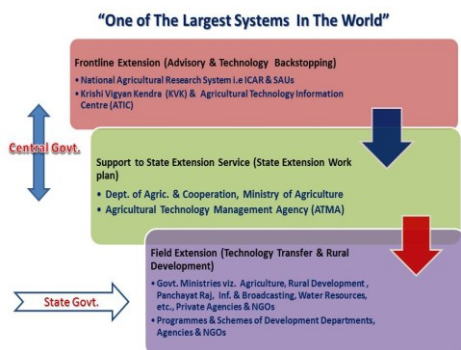 "One of The Largest Systems In The World"
Frontline Extension (Advisory & Technology Backstopping)
• National Agricultural Research System i.e ICAR & SAUs
• Krishi Vigyan Kendra (KVK) & Agricultural Technology Information
Centre (ATIC)
Central Govt.
Support to State Extension Service (State Extension Work
plan)
• Dept. of Agric. & Cooperation, Ministry of Agriculture
• Agricultural Technology Management Agency (ATMA)
Field Extension (Technology Transfer & Rural
Development)
• Govt. Ministries viz. Agriculture, Rural Development ,
Panchayat Raj, Inf. & Broadcasting, Water Resources,
etc., Private Agencies & NGOs
• Programmes & Schemes of Development Departments,
Agencies & NGOs
State Govt.